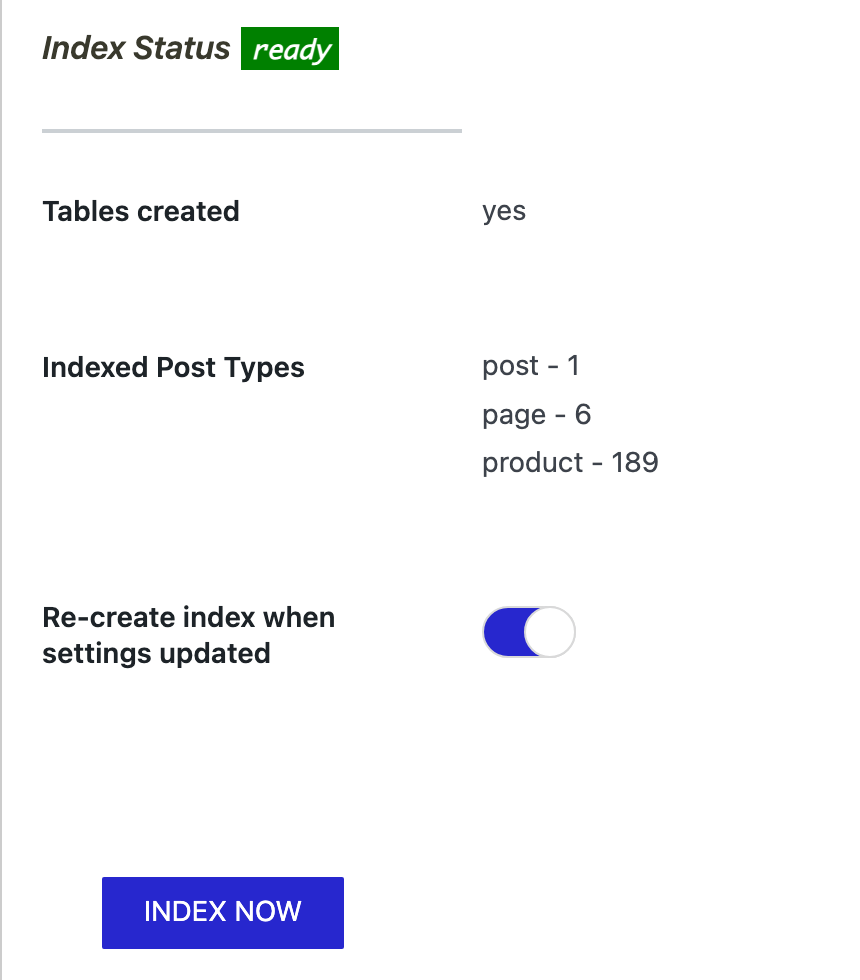 Index Status ready
Tables created yes
Indexed Post Types post - 1
page - 6
product - 189
Re-create index when
settings updated
INDEX NOW